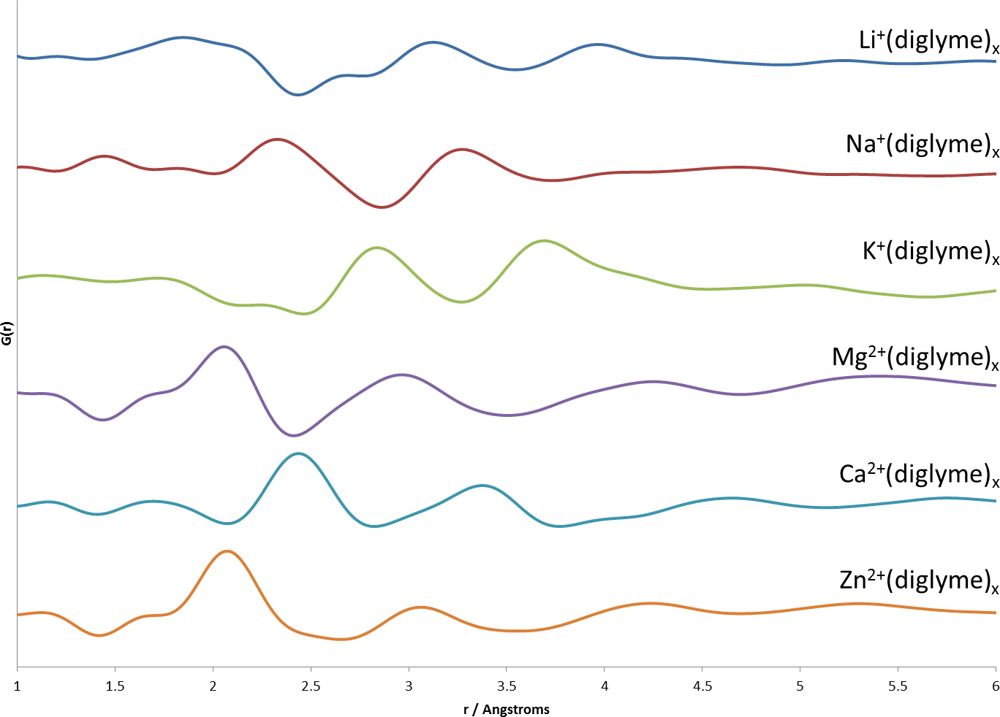 Li⁺(diglyme)ₓ
Na⁺(diglyme)ₓ
K⁺(diglyme)ₓ
G(r)
Mg²⁺(diglyme)ₓ
Ca²⁺(diglyme)ₓ
Zn²⁺(diglyme)ₓ
1 1.5 2 2.5 3 3.5 4 4.5 5 5.5 6
r / Angstroms